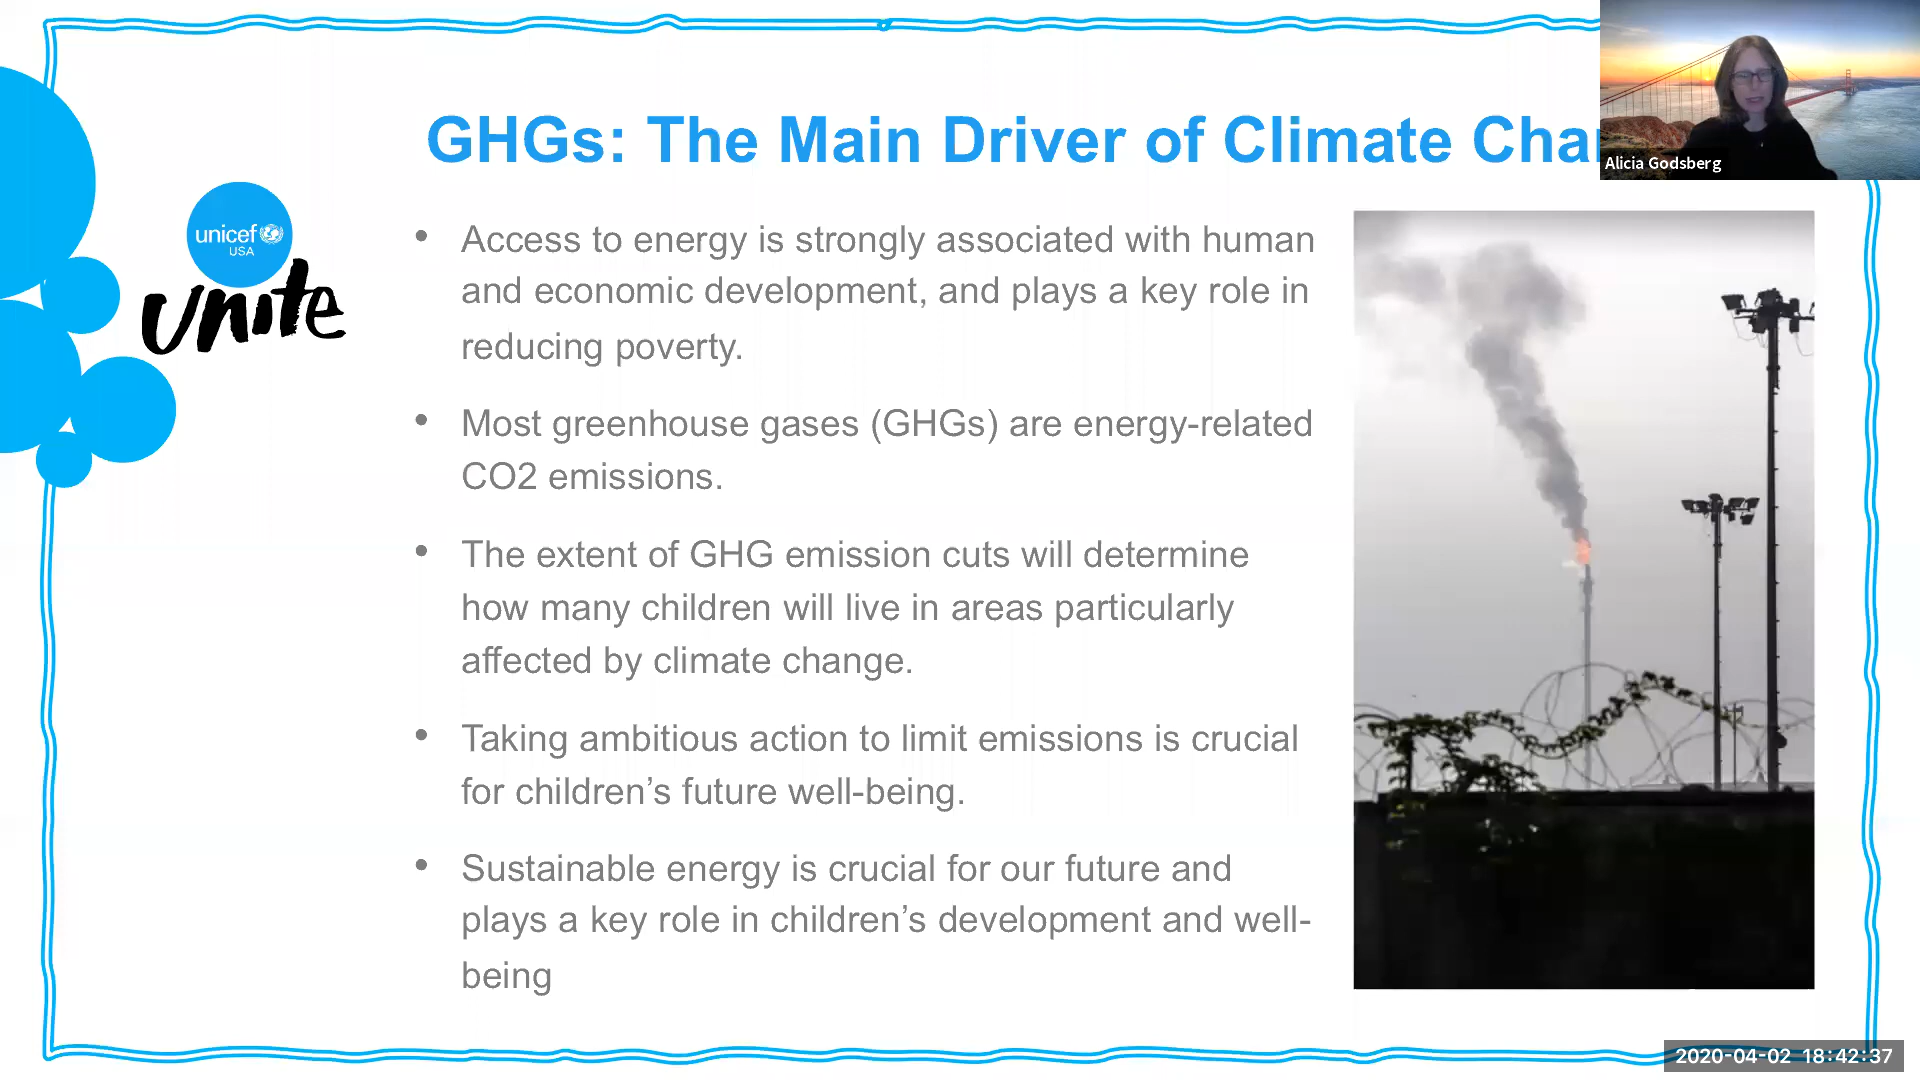 GHGs: The Main Driver of Climate Cha
Alicia Godsberg
unicef
USA
unite
• Access to energy is strongly associated with human
and economic development, and plays a key role in
reducing poverty.
• Most greenhouse gases (GHGs) are energy-related
CO2 emissions.
• The extent of GHG emission cuts will determine
how many children will live in areas particularly
affected by climate change.
• Taking ambitious action to limit emissions is crucial
for children’s future well-being.
• Sustainable energy is crucial for our future and
plays a key role in children’s development and well-
being
2020-04-02 18:42:37